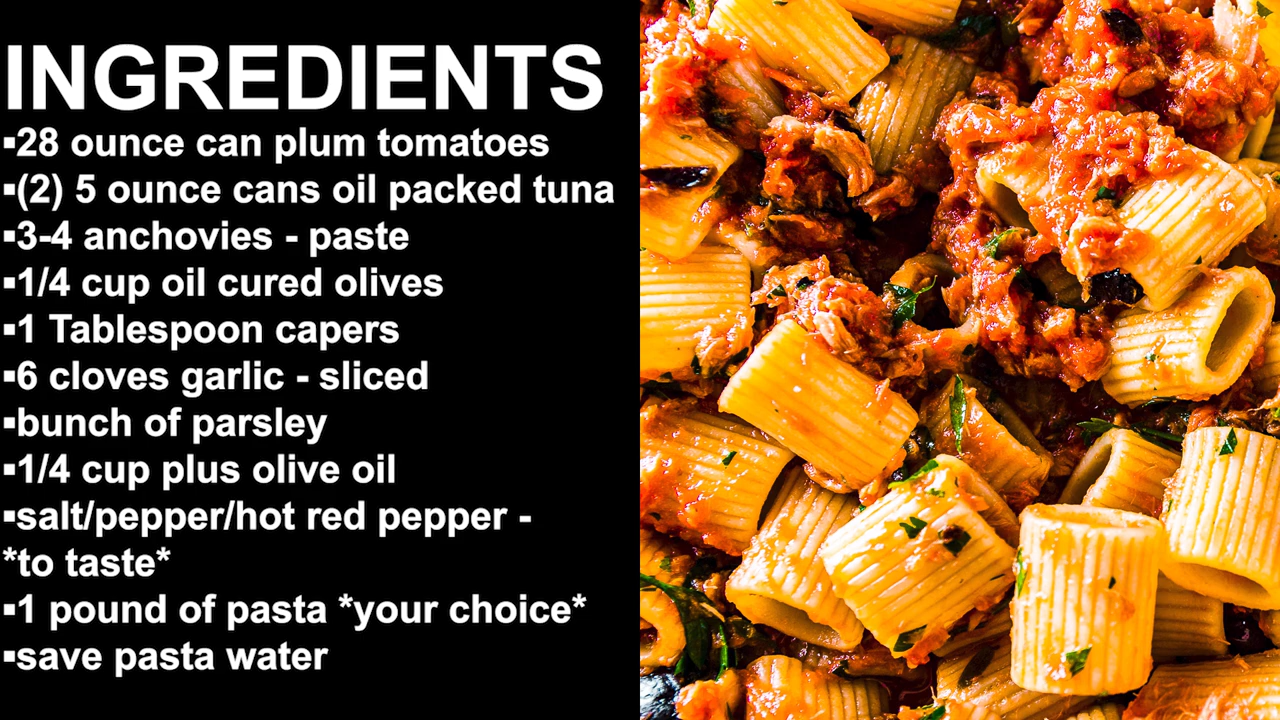 INGREDIENTS
▪28 ounce can plum tomatoes
▪(2) 5 ounce cans oil packed tuna
▪3-4 anchovies - paste
▪1/4 cup oil cured olives
▪1 Tablespoon capers
▪6 cloves garlic - sliced
▪bunch of parsley
▪1/4 cup plus olive oil
▪salt/pepper/hot red pepper -
*to taste*
▪1 pound of pasta *your choice*
▪save pasta water